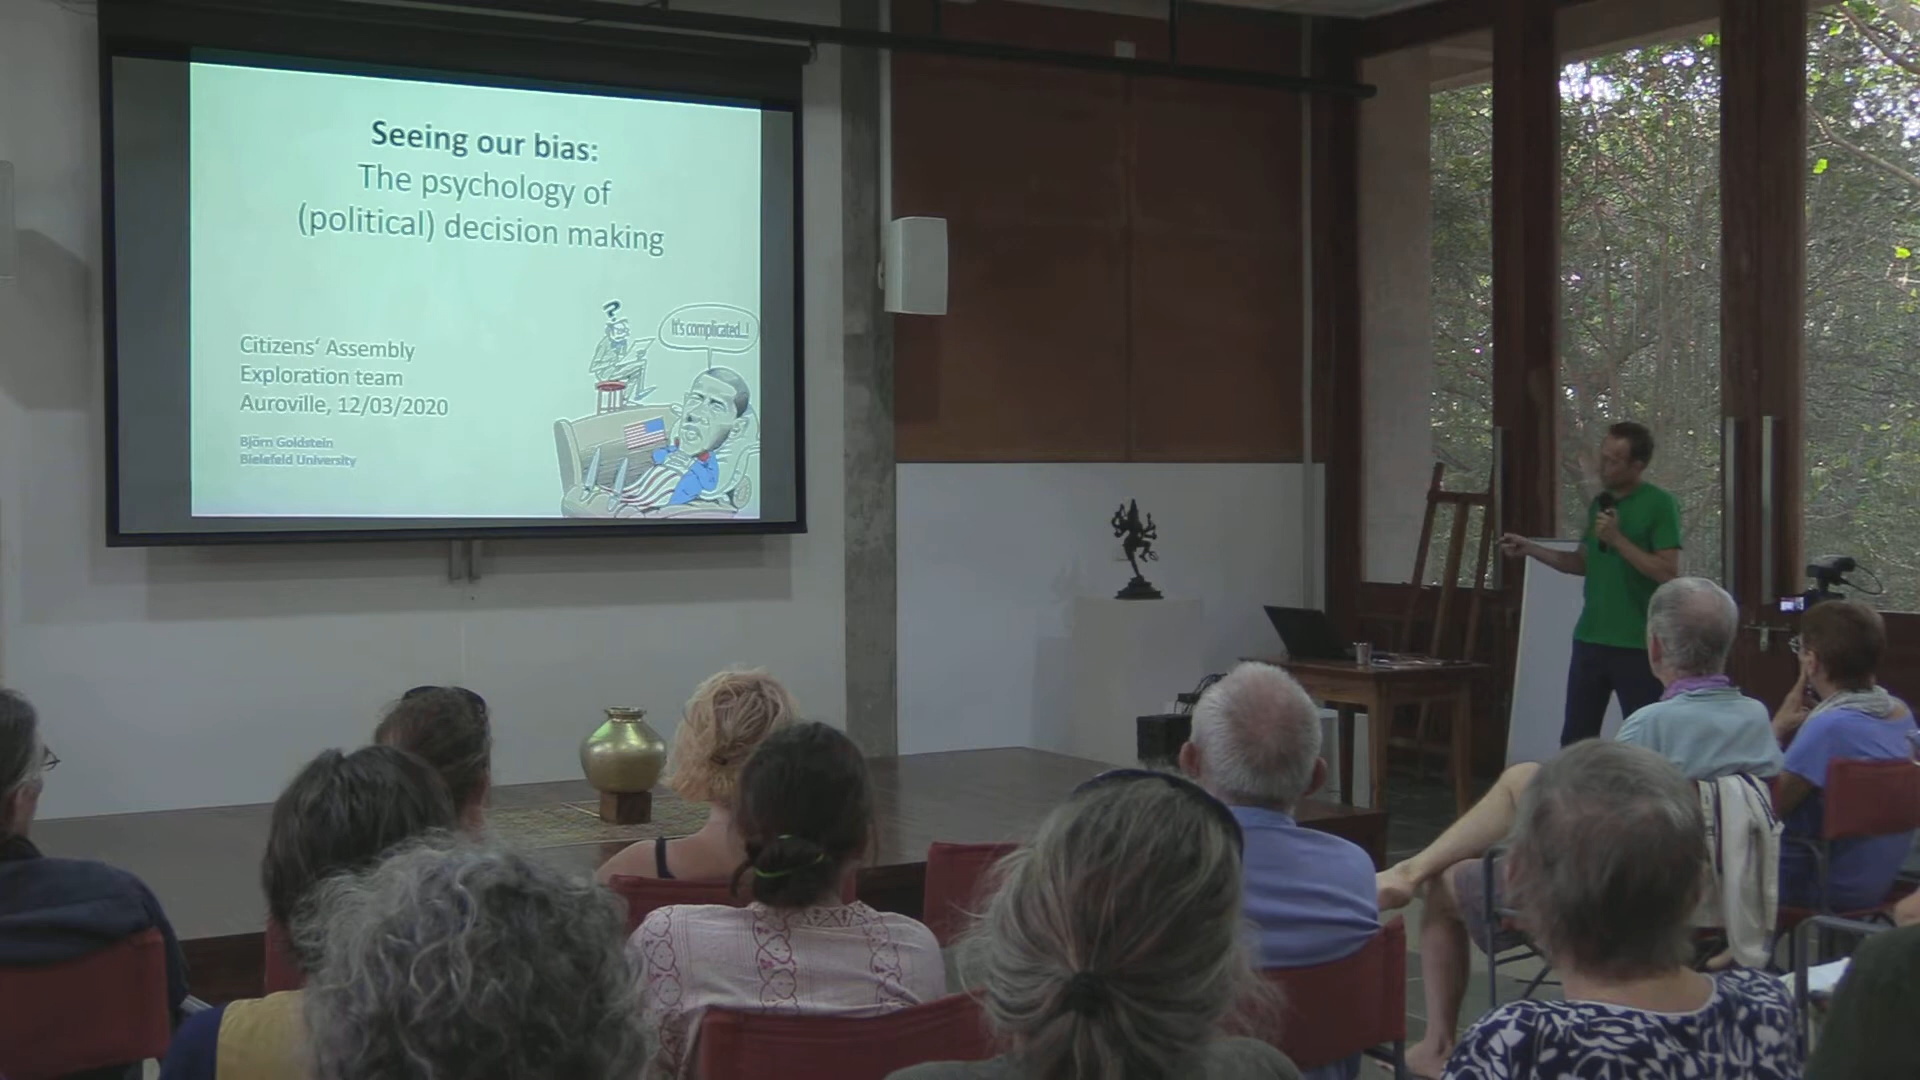 Seeing our bias:
The psychology of
(political) decision making
It's complicated...!
Citizens‘ Assembly
Exploration team
Auroville, 12/03/2020
Björn Goldstein
Bielefeld University
?